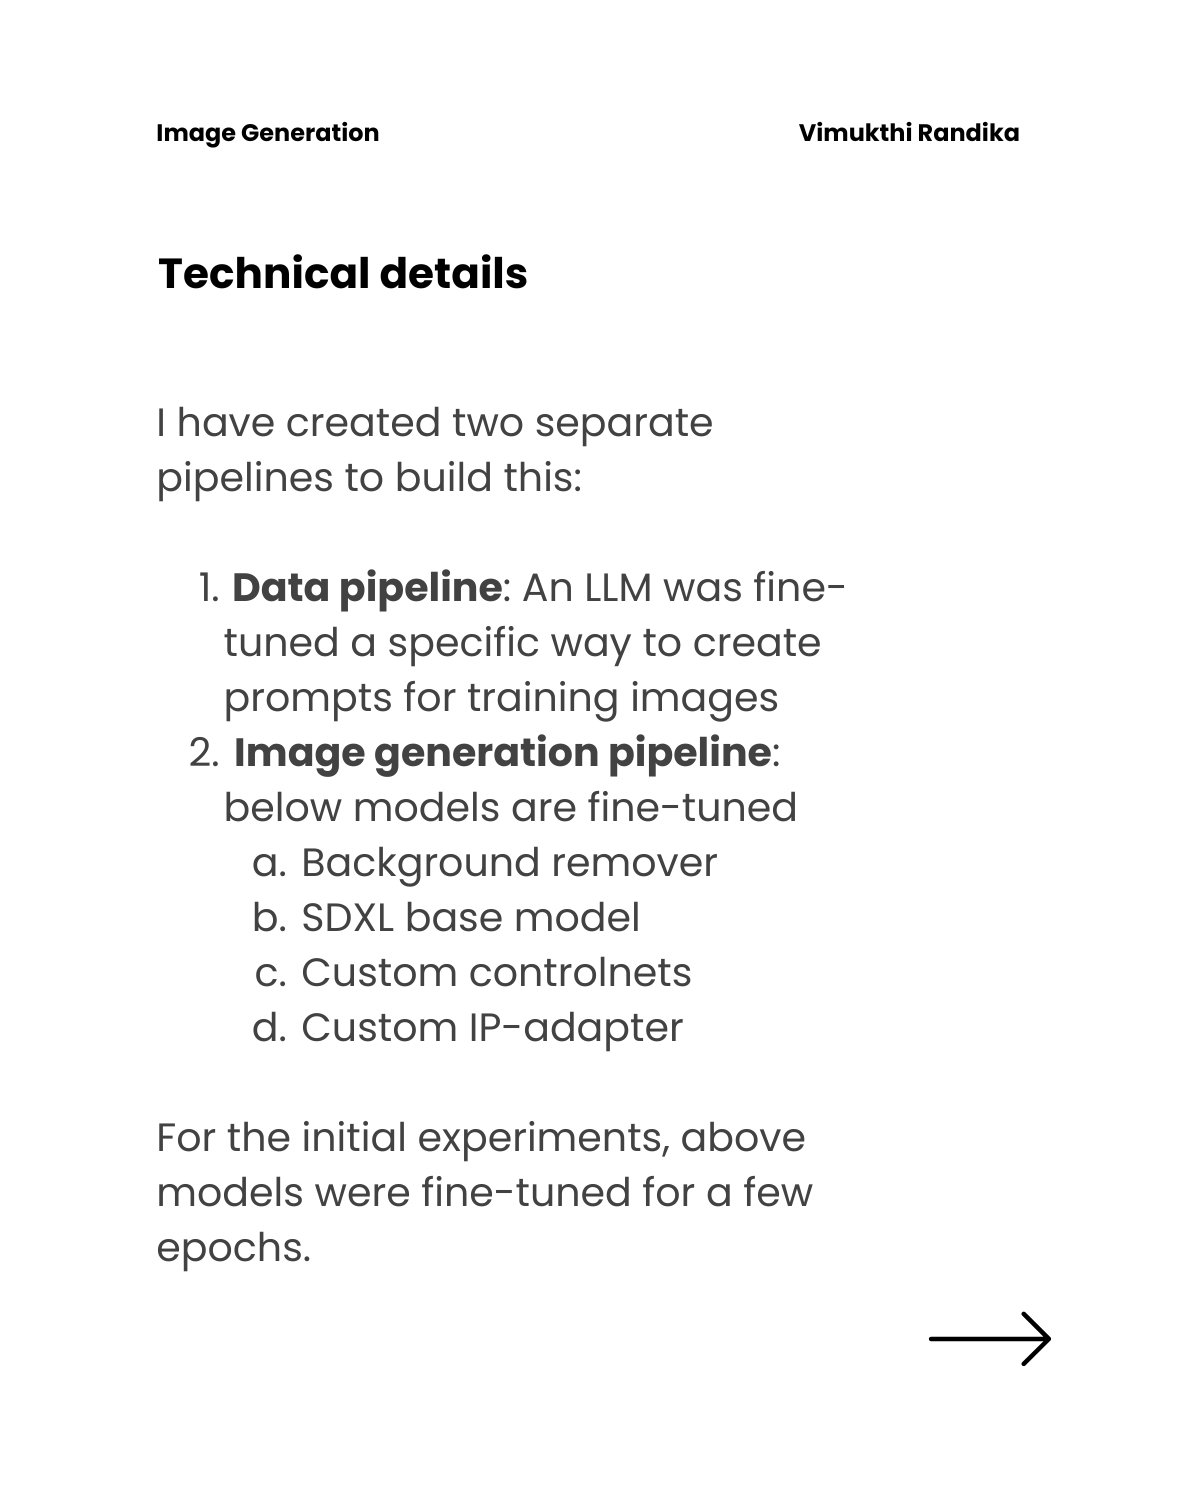 Image Generation
Vimukthi Randika
Technical details
I have created two separate
pipelines to build this:
1. Data pipeline: An LLM was fine-
tuned a specific way to create
prompts for training images
2. Image generation pipeline:
below models are fine-tuned
a. Background remover
b. SDXL base model
c. Custom controlnets
d. Custom IP-adapter
For the initial experiments, above
models were fine-tuned for a few
epochs.